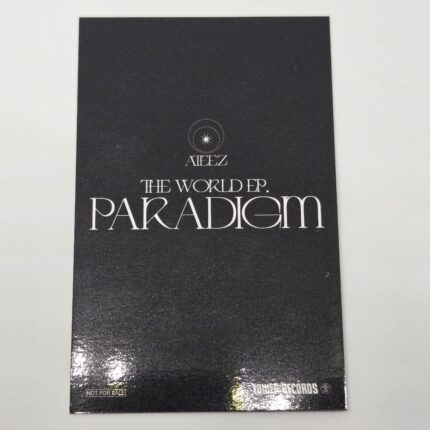 ATEEZ
THE WORLD EP.
PARADIGM
NOT FOR SALE
TOWER RECORDS